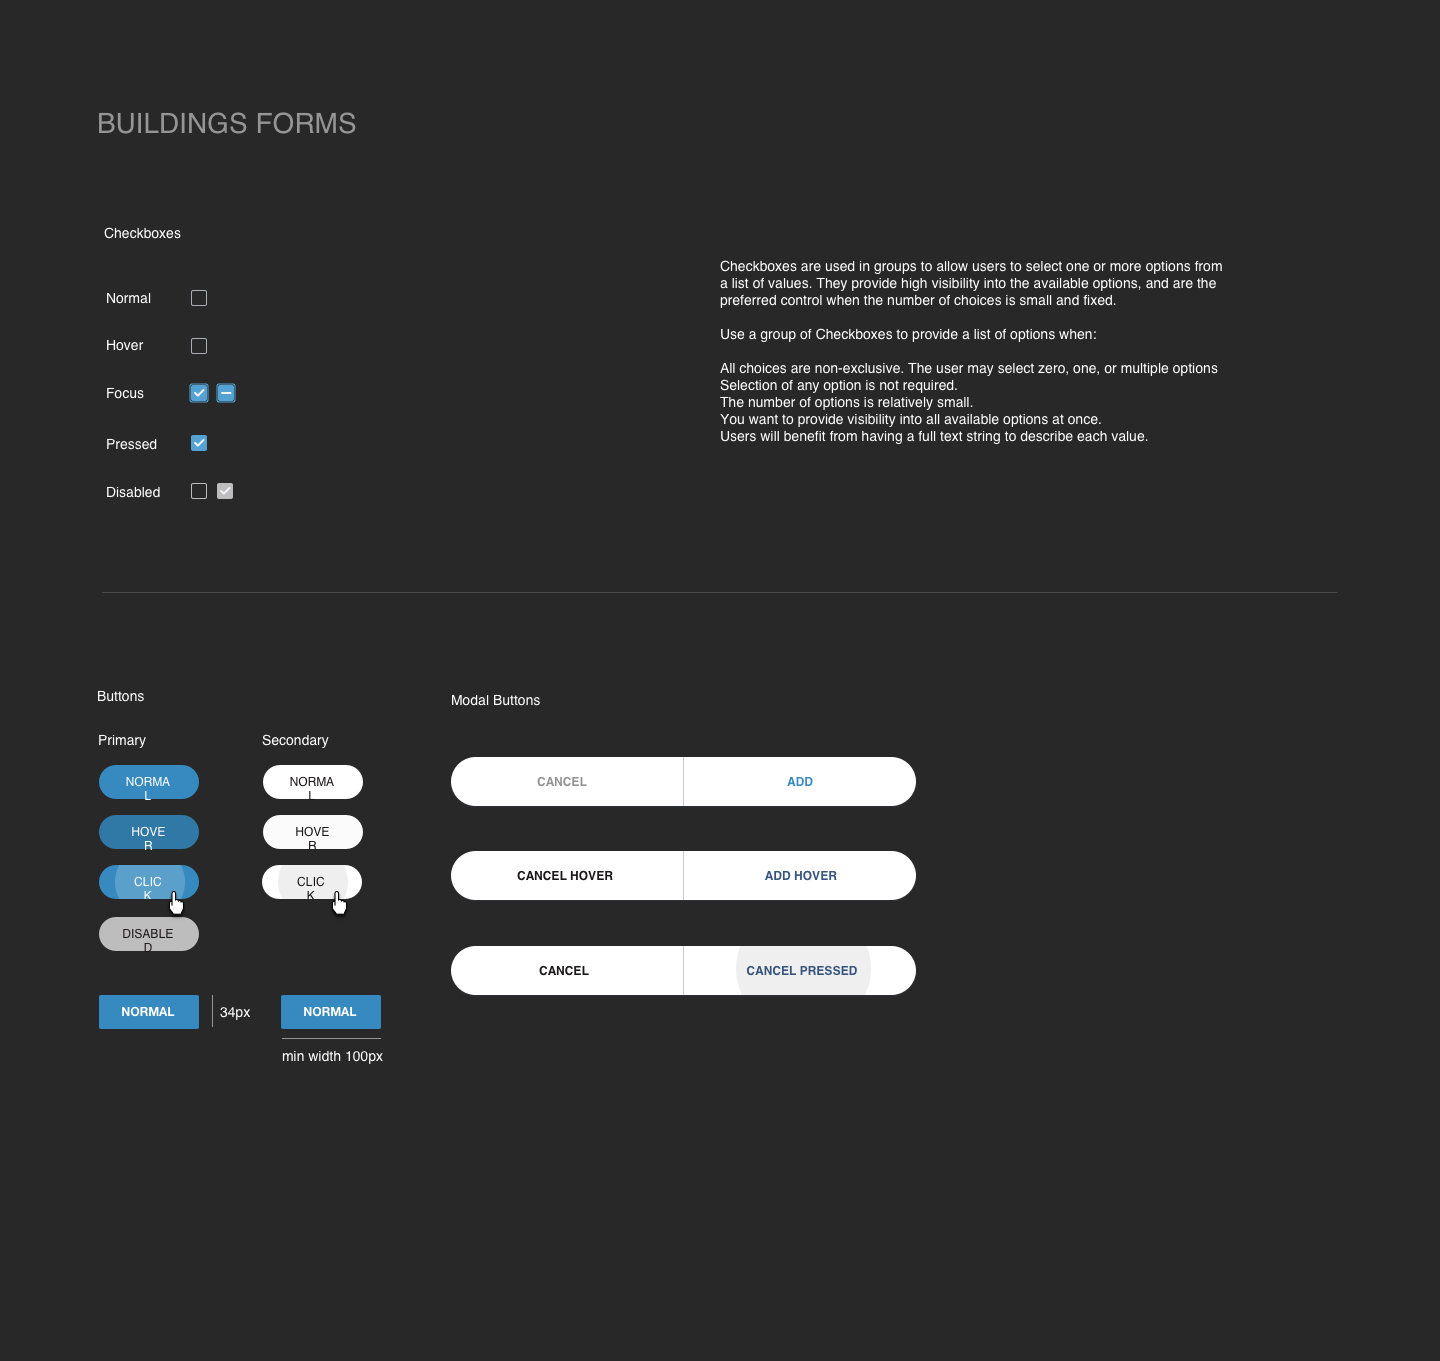 BUILDINGS FORMS
Checkboxes
Normal
Hover
Focus
Pressed
Disabled
Checkboxes are used in groups to allow users to select one or more options from
a list of values. They provide high visibility into the available options, and are the
preferred control when the number of choices is small and fixed.
Use a group of Checkboxes to provide a list of options when:
All choices are non-exclusive. The user may select zero, one, or multiple options
Selection of any option is not required.
The number of options is relatively small.
You want to provide visibility into all available options at once.
Users will benefit from having a full text string to describe each value.
Buttons
Primary
NORMA
L
HOVE
R
CLIC
K
DISABLE
D
Secondary
NORMA
L
HOVE
R
CLIC
K
NORMAL
34px
NORMAL
min width 100px
Modal Buttons
CANCEL
ADD
CANCEL HOVER
ADD HOVER
CANCEL
CANCEL PRESSED